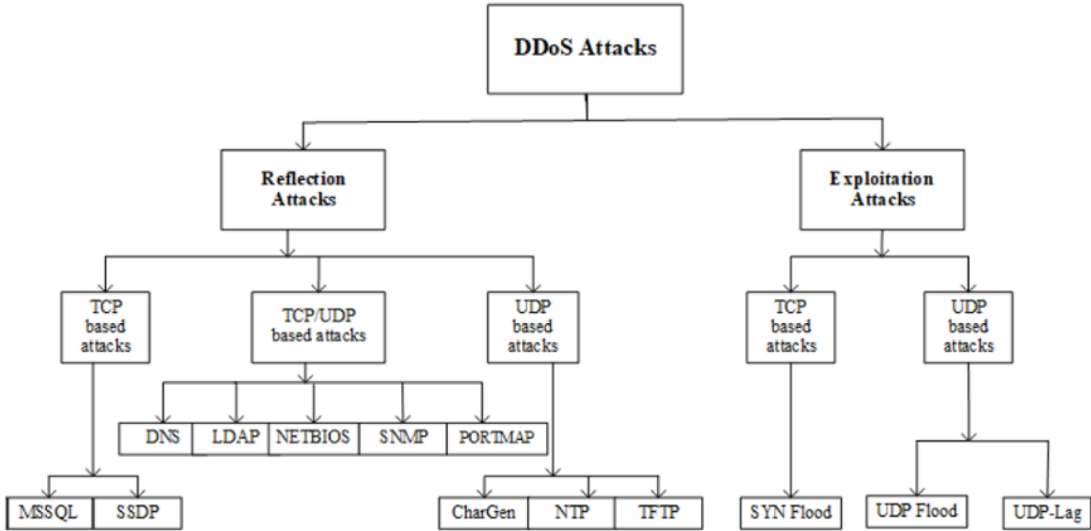 DDoS Attacks
Reflection
Attacks
Exploitation
Attacks
TCP
based
attacks
TCP/UDP
based attacks
UDP
based
attacks
TCP
based
attacks
UDP
based
attacks
DNS
LDAP
NETBIOS
SNMP
PORTMAP
MSSQL
SSDP
CharGen
NTP
TFTP
SYN Flood
UDP Flood
UDP-Lag